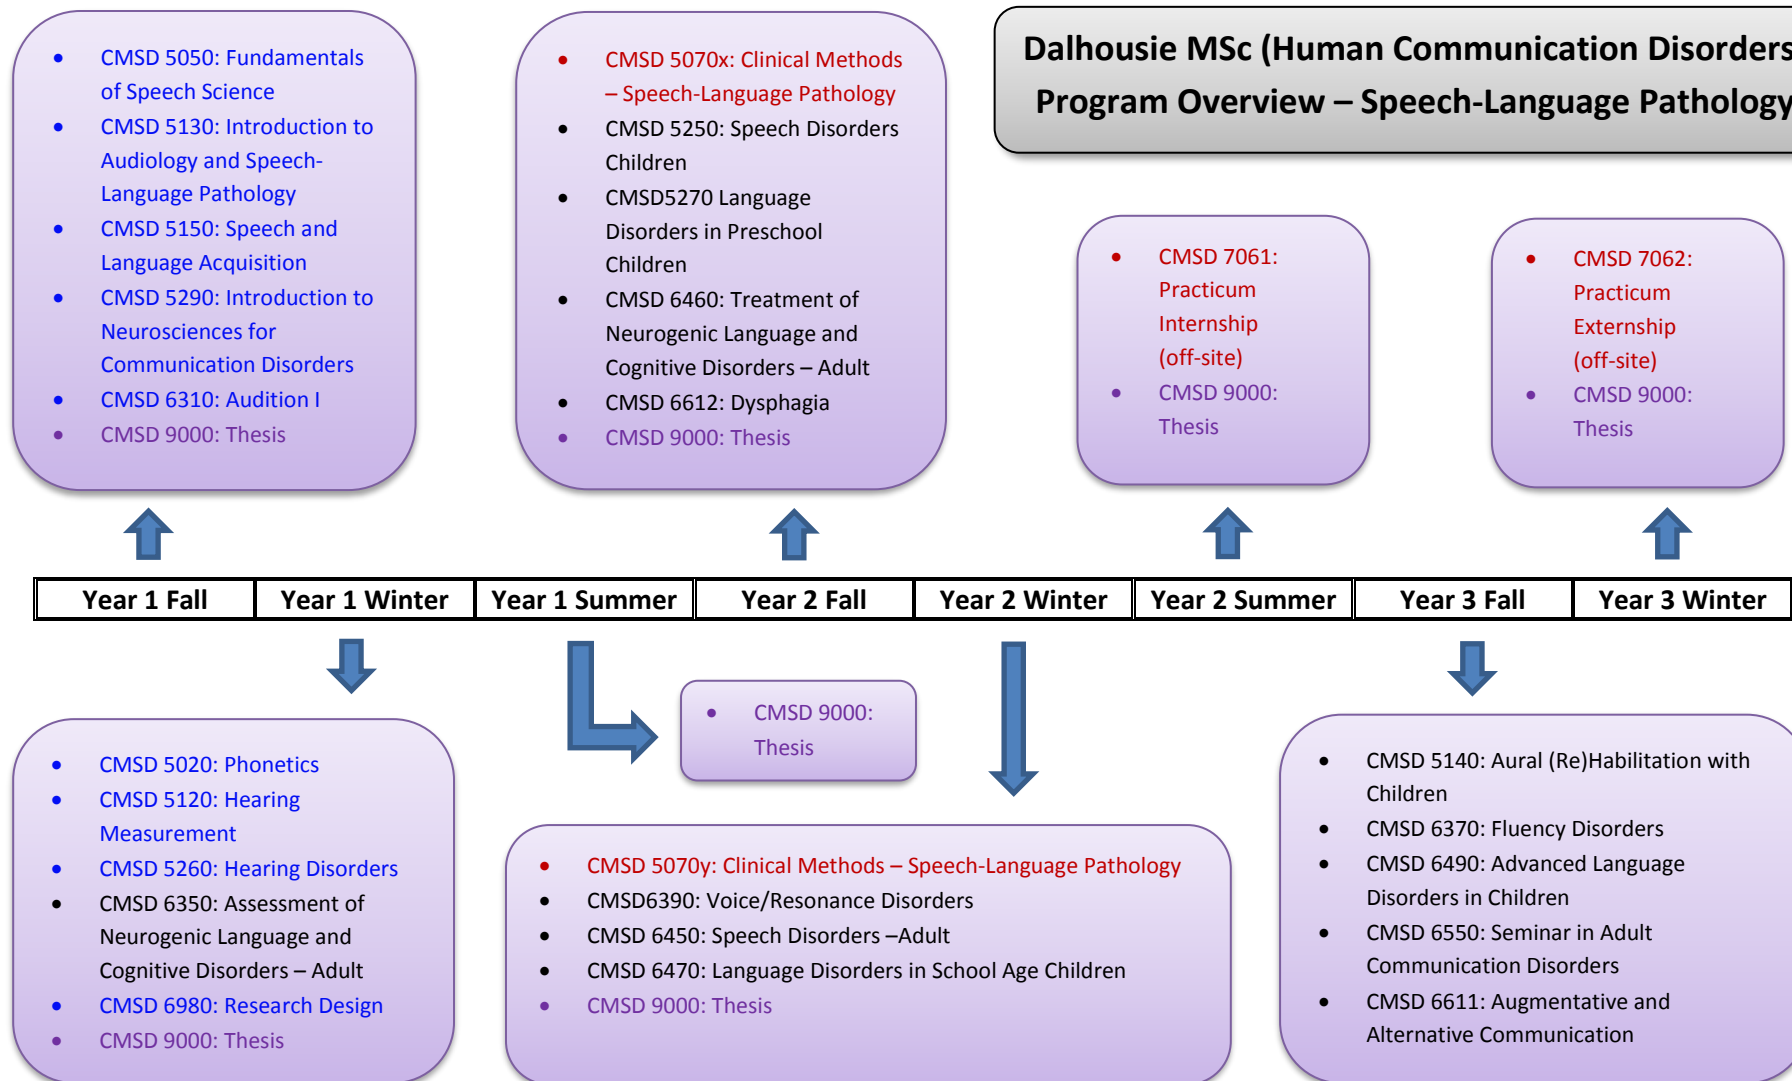 CMSD 5050: Fundamentals
of Speech Science
CMSD 5130: Introduction to
Audiology and Speech-
Language Pathology
CMSD 5150: Speech and
Language Acquisition
CMSD 5290: Introduction to
Neurosciences for
Communication Disorders
CMSD 6310: Audition I
CMSD 9000: Thesis
CMSD 5070x: Clinical Methods
– Speech-Language Pathology
CMSD 5250: Speech Disorders
Children
CMSD5270 Language
Disorders in Preschool
Children
CMSD 6460: Treatment of
Neurogenic Language and
Cognitive Disorders – Adult
CMSD 6612: Dysphagia
CMSD 9000: Thesis
Dalhousie MSc (Human Communication Disorders
Program Overview – Speech-Language Pathology
CMSD 7061:
Practicum
Internship
(off-site)
CMSD 9000:
Thesis
CMSD 7062:
Practicum
Externship
(off-site)
CMSD 9000:
Thesis
Year 1 Fall Year 1 Winter Year 1 Summer Year 2 Fall Year 2 Winter Year 2 Summer Year 3 Fall Year 3 Winter
CMSD 5020: Phonetics
CMSD 5120: Hearing
Measurement
CMSD 5260: Hearing Disorders
CMSD 6350: Assessment of
Neurogenic Language and
Cognitive Disorders – Adult
CMSD 6980: Research Design
CMSD 9000: Thesis
CMSD 9000:
Thesis
CMSD 5070y: Clinical Methods – Speech-Language Pathology
CMSD6390: Voice/Resonance Disorders
CMSD 6450: Speech Disorders –Adult
CMSD 6470: Language Disorders in School Age Children
CMSD 9000: Thesis
CMSD 5140: Aural (Re)Habilitation with
Children
CMSD 6370: Fluency Disorders
CMSD 6490: Advanced Language
Disorders in Children
CMSD 6550: Seminar in Adult
Communication Disorders
CMSD 6611: Augmentative and
Alternative Communication